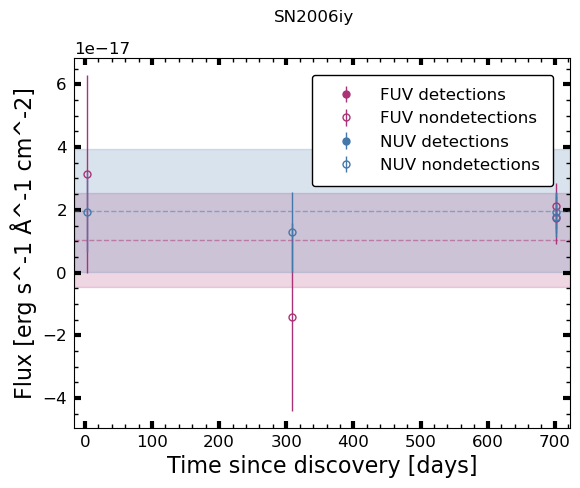 SN2006iy
1e−17
FUV detections
FUV nondetections
NUV detections
NUV nondetections
6
4
2
0
−2
−4
Flux [erg s^-1 Å^-1 cm^-2]
0 100 200 300 400 500 600 700
Time since discovery [days]